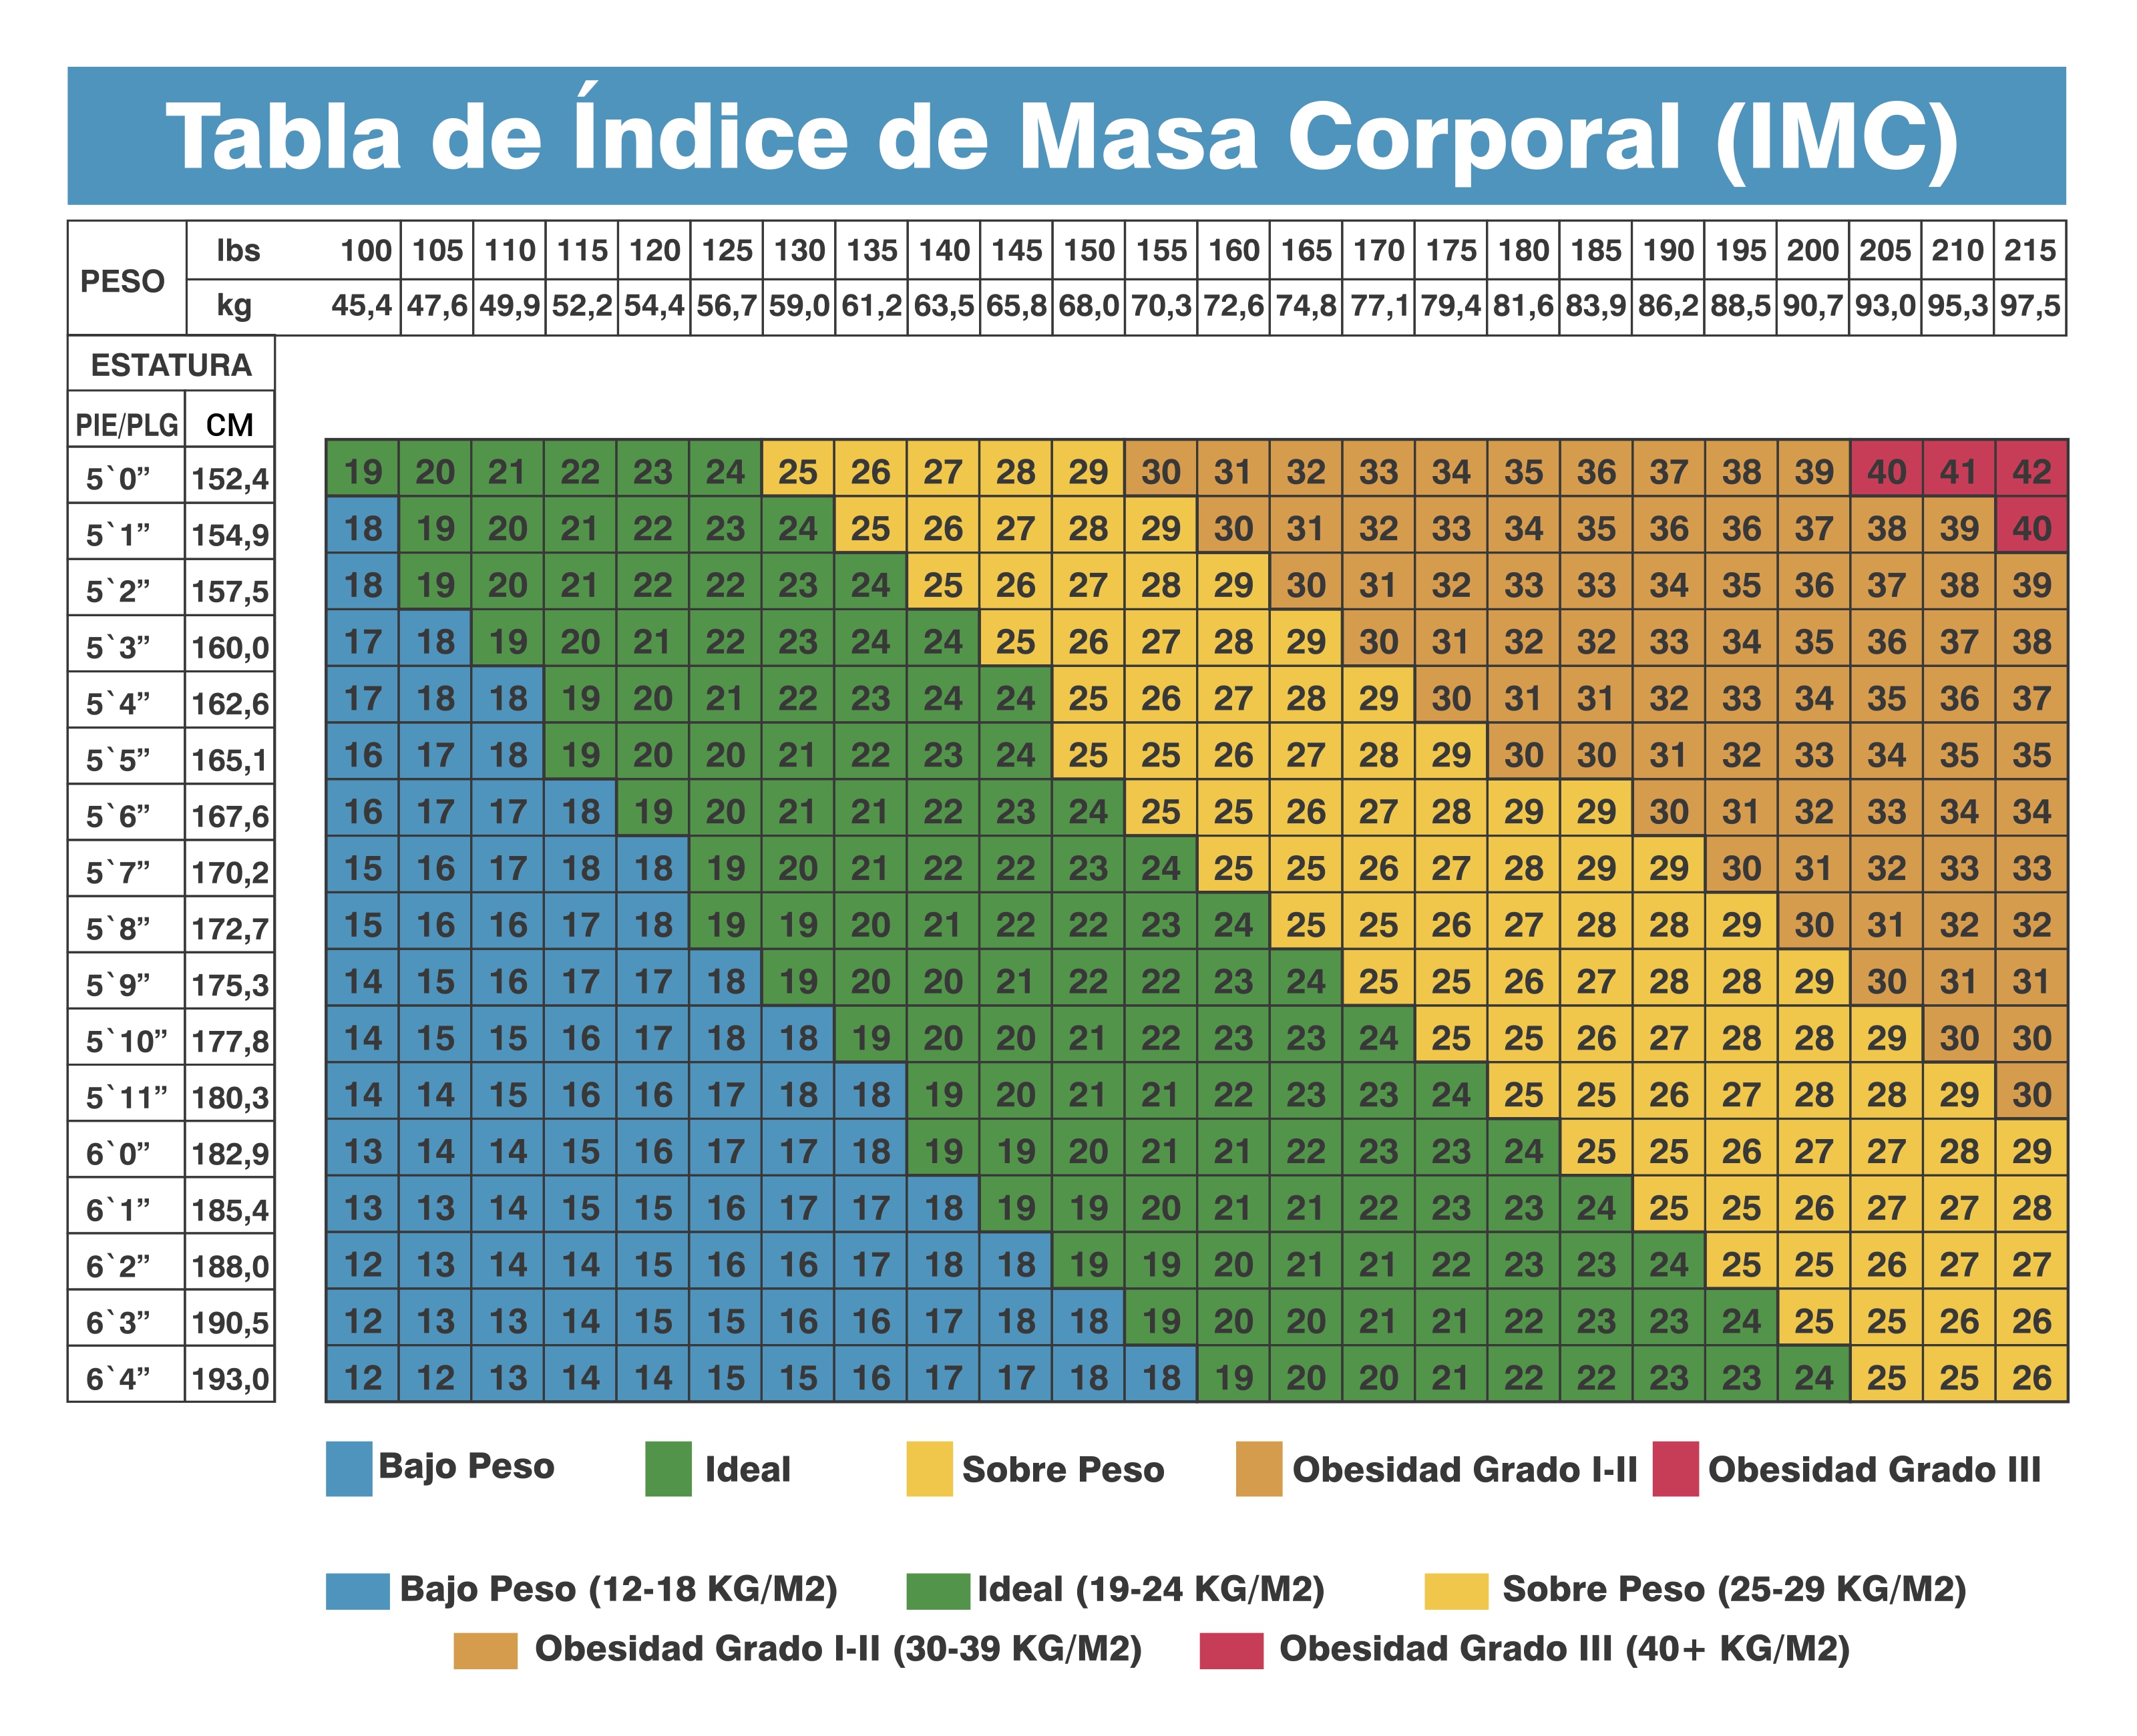 Tabla de Índice de Masa Corporal (IMC)
PESO
lbs 100 105 110 115 120 125 130 135 140 145 150 155 160 165 170 175 180 185 190 195 200 205 210 215
kg 45,4 47,6 49,9 52,2 54,4 56,7 59,0 61,2 63,5 65,8 68,0 70,3 72,6 74,8 77,1 79,4 81,6 83,9 86,2 88,5 90,7 93,0 95,3 97,5
ESTATURA
PIE/PLG CM
5`0” 152,4 19 20 21 22 23 24 25 26 27 28 29 30 31 32 33 34 35 36 37 38 39 40 41 42
5`1” 154,9 18 19 20 21 22 23 24 25 26 27 28 29 30 31 32 33 34 35 36 36 37 38 39 40
5`2” 157,5 18 19 20 21 22 22 23 24 25 26 27 28 29 30 31 32 33 33 34 35 36 37 38 39
5`3” 160,0 17 18 19 20 21 22 23 24 24 25 26 27 28 29 30 31 32 32 33 34 35 36 37 38
5`4” 162,6 17 18 18 19 20 21 22 23 24 24 25 26 27 28 29 30 31 31 32 33 34 35 36 37
5`5” 165,1 16 17 18 19 20 20 21 22 23 24 25 25 26 27 28 29 30 30 31 32 33 34 35 35
5`6” 167,6 16 17 17 18 19 20 21 21 22 23 24 25 25 26 27 28 29 29 30 31 32 33 34 34
5`7” 170,2 15 16 17 18 18 19 20 21 22 22 23 24 25 25 26 27 28 29 29 30 31 32 33 33
5`8” 172,7 15 16 16 17 18 19 19 20 21 22 22 23 24 25 25 26 27 28 28 29 30 31 32 32
5`9” 175,3 14 15 16 17 17 18 19 20 20 21 22 22 23 24 25 25 26 27 28 28 29 30 31 31
5`10” 177,8 14 15 15 16 17 18 18 19 20 20 21 22 23 23 24 25 25 26 27 28 28 29 30 30
5`11” 180,3 14 14 15 16 16 17 18 18 19 20 21 21 22 23 23 24 25 25 26 27 28 28 29 30
6`0” 182,9 13 14 14 15 16 17 17 18 19 19 20 21 21 22 23 23 24 25 25 26 27 27 28 29
6`1” 185,4 13 13 14 15 15 16 17 17 18 19 19 20 21 21 22 23 23 24 25 25 26 27 27 28
6`2” 188,0 12 13 14 14 15 16 16 17 18 18 19 19 20 21 21 22 23 23 24 25 25 26 27 27
6`3” 190,5 12 13 13 14 15 15 16 16 17 18 18 19 20 20 21 21 22 23 23 24 25 25 26 26
6`4” 193,0 12 12 13 14 14 15 15 16 17 17 18 18 19 20 20 21 22 22 23 23 24 25 25 26
Bajo Peso Ideal Sobre Peso Obesidad Grado I-II Obesidad Grado III
Bajo Peso (12-18 KG/M2) Ideal (19-24 KG/M2) Sobre Peso (25-29 KG/M2)
Obesidad Grado I-II (30-39 KG/M2) Obesidad Grado III (40+ KG/M2)